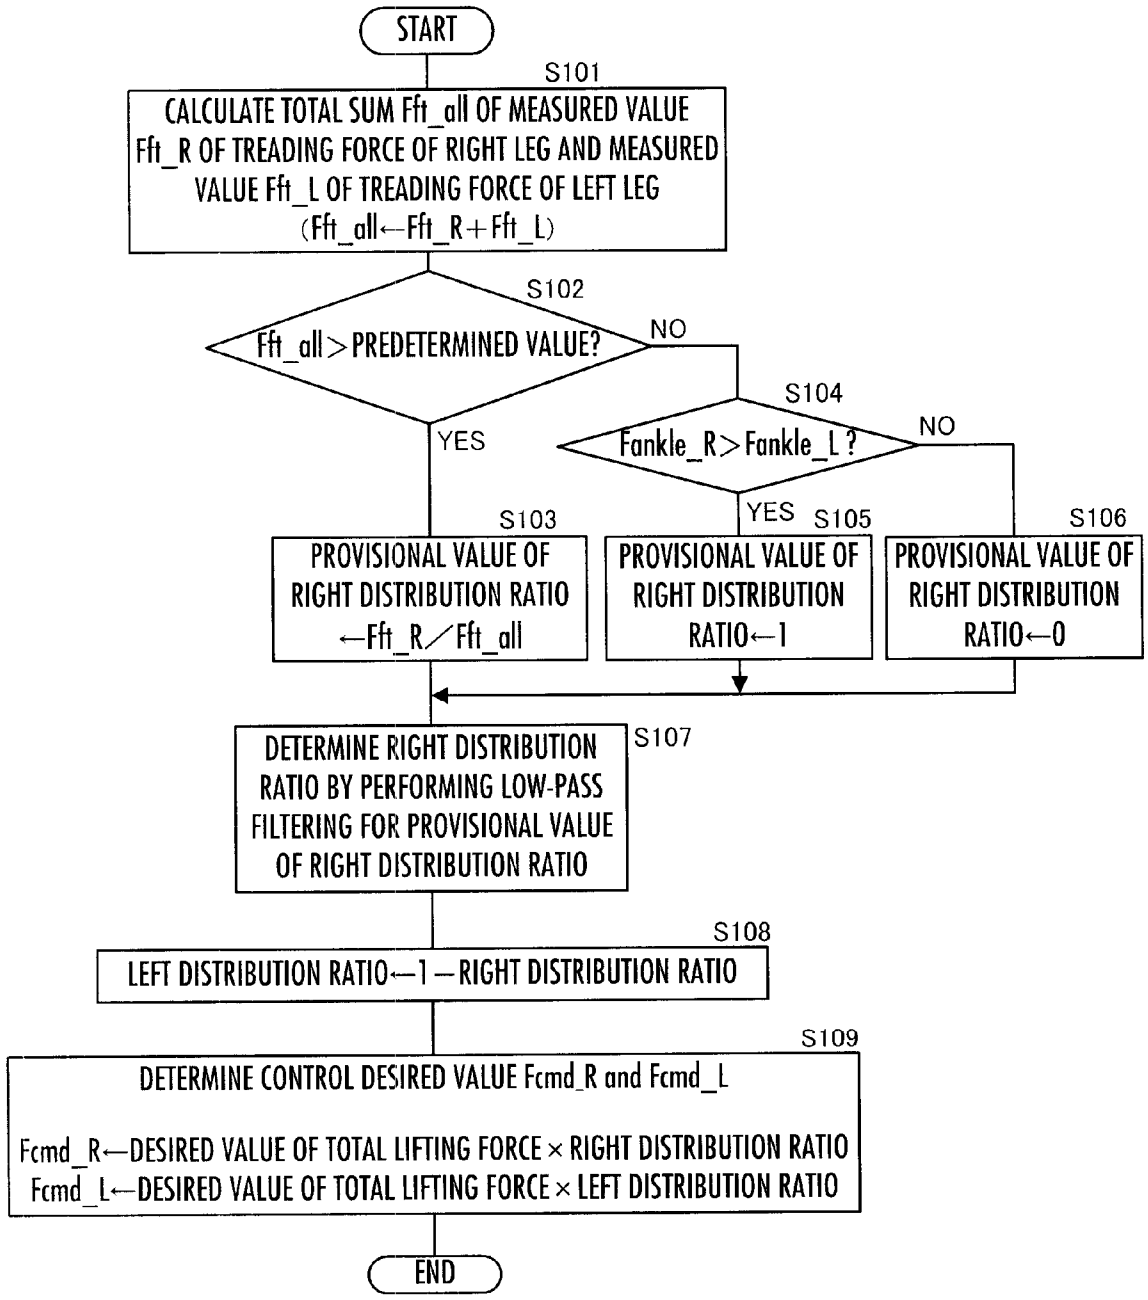 START
S101
CALCULATE TOTAL SUM Fft_all OF MEASURED VALUE
Fft_R OF TREADING FORCE OF RIGHT LEG AND MEASURED
VALUE Fft_L OF TREADING FORCE OF LEFT LEG
(Fft_all←Fft_R+Fft_L)
S102
Fft_all>PREDETERMINED VALUE?
NO
YES
S104
Fankle_R>Fankle_L?
NO
YES
S103
PROVISIONAL VALUE OF
RIGHT DISTRIBUTION RATIO
←Fft_R/Fft_all
S105
PROVISIONAL VALUE OF
RIGHT DISTRIBUTION
RATIO←1
S106
PROVISIONAL VALUE OF
RIGHT DISTRIBUTION
RATIO←0
S107
DETERMINE RIGHT DISTRIBUTION
RATIO BY PERFORMING LOW-PASS
FILTERING FOR PROVISIONAL VALUE
OF RIGHT DISTRIBUTION RATIO
S108
LEFT DISTRIBUTION RATIO←1-RIGHT DISTRIBUTION RATIO
S109
DETERMINE CONTROL DESIRED VALUE Fcmd_R and Fcmd_L
Fcmd_R←DESIRED VALUE OF TOTAL LIFTING FORCE×RIGHT DISTRIBUTION RATIO
Fcmd_L←DESIRED VALUE OF TOTAL LIFTING FORCE×LEFT DISTRIBUTION RATIO
END